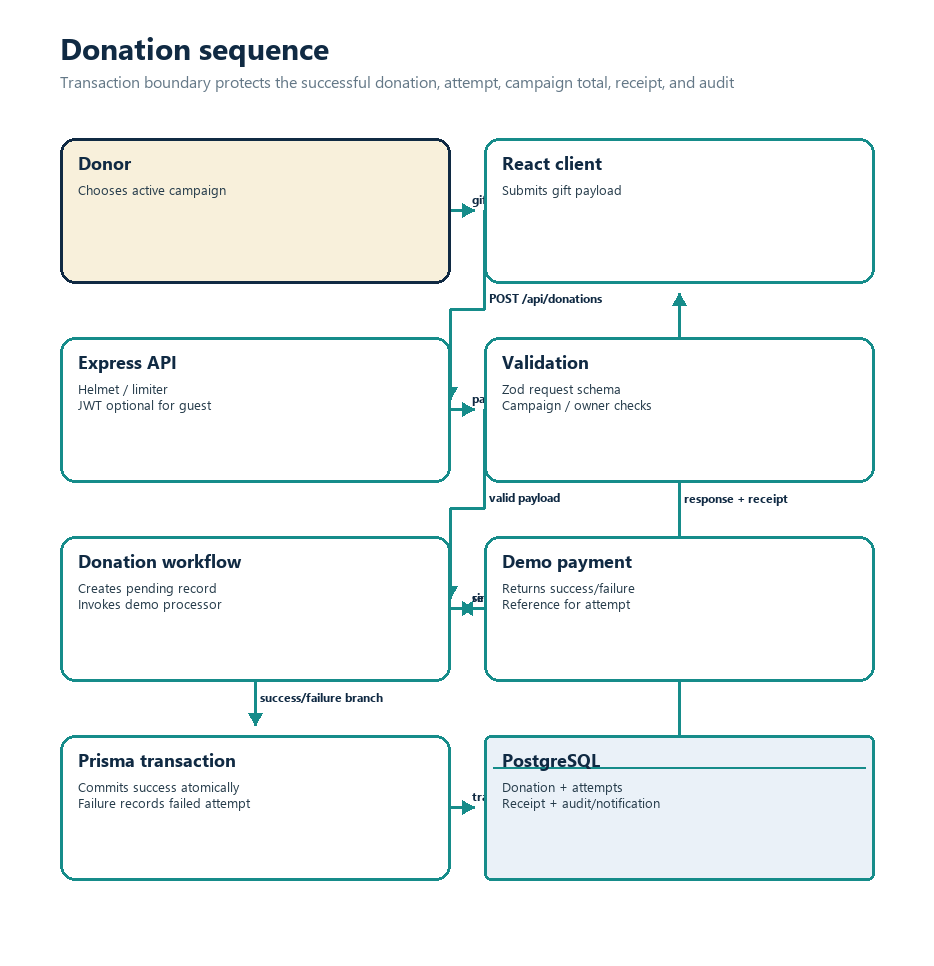 Donation sequence
Transaction boundary protects the successful donation, attempt, campaign total, receipt, and audit
Donor
Chooses active campaign
React client
Submits gift payload
POST /api/donations
Express API
Helmet / limiter
JWT optional for guest
Validation
Zod request schema
Campaign / owner checks
valid payload
response + receipt
Donation workflow
Creates pending record
Invokes demo processor
Demo payment
Returns success/failure
Reference for attempt
success/failure branch
Prisma transaction
Commits success atomically
Failure records failed attempt
PostgreSQL
Donation + attempts
Receipt + audit/notification